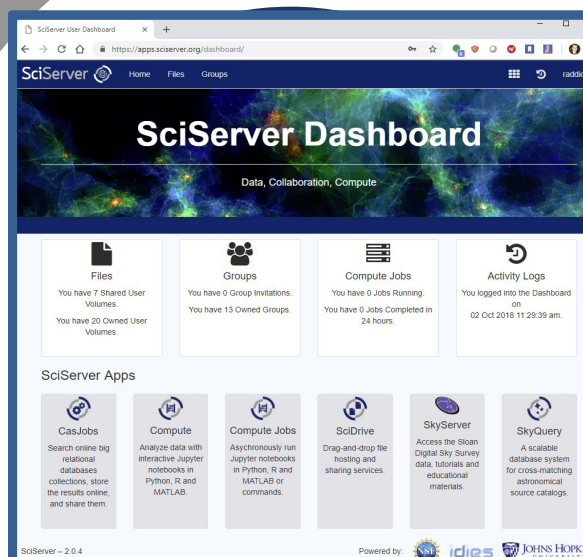 SciServer User Dashboard
https://apps.sciserver.org/dashboard/
SciServer Home Files Groups
SciServer Dashboard
Data, Collaboration, Compute
Files
You have 7 Shared User
Volumes.
You have 20 Owned User
Volumes.
Groups
You have 0 Group Invitations.
You have 13 Owned Groups.
Compute Jobs
You have 0 Jobs Running.
You have 0 Jobs Completed in
24 hours.
Activity Logs
You logged into the Dashboard
on
02 Oct 2018 11:29:39 am.
SciServer Apps
CasJobs
Search online big
relational
databases
collections, store
the results online,
and share them.
Compute
Analyze data with
interactive Jupyter
notebooks in
Python, R and
MATLAB.
Compute Jobs
Asychronously run
Jupyter notebooks
in Python, R and
MATLAB or
commands.
SciDrive
Drag-and-drop file
hosting and
sharing services.
SkyServer
Access the Sloan
Digital Sky Survey
data, tutorials and
educational
materials.
SkyQuery
A scalable
database system
for cross-matching
astronomical
source catalogs.
SciServer – 2.0.4
Powered by: NSF idies JOHNS HOPK